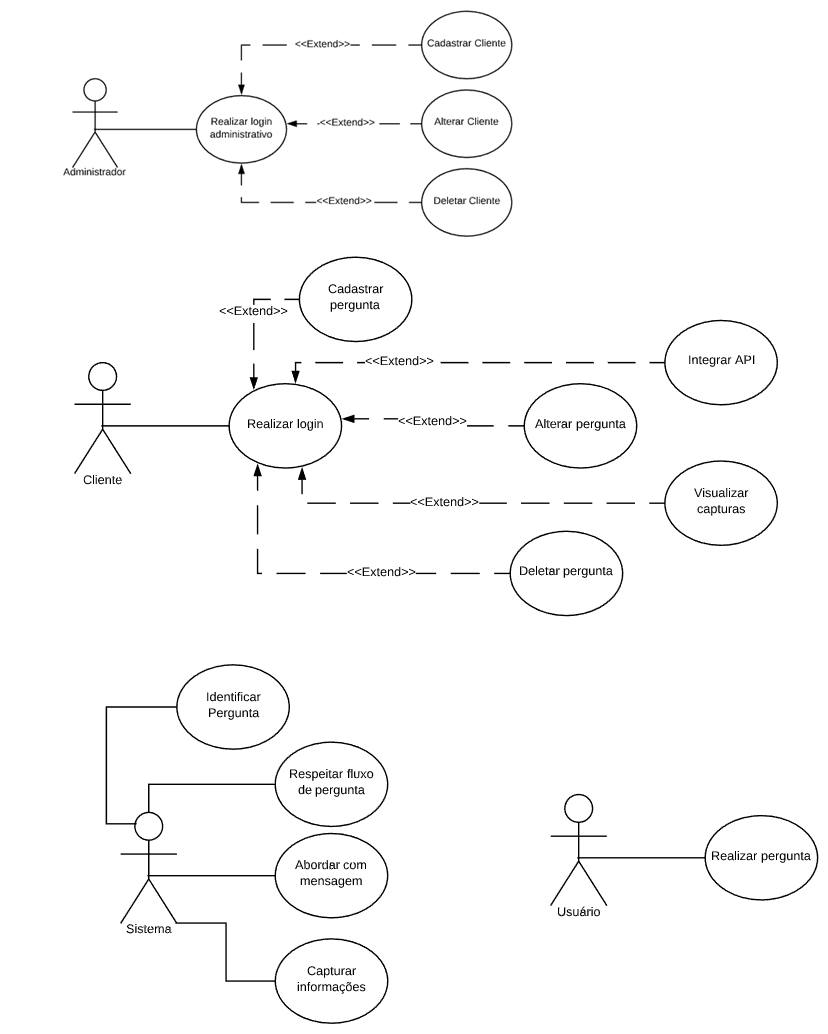 <<Extend>>
Cadastrar Cliente
Realizar login
administrativo
<<Extend>>
Alterar Cliente
Administrador
<<Extend>>
Deletar Cliente
Cadastrar
pergunta
<<Extend>>
<<Extend>>
Integrar API
Realizar login
<<Extend>>
Alterar pergunta
Cliente
<<Extend>>
Visualizar
capturas
<<Extend>>
Deletar pergunta
Identificar
Pergunta
Respeitar fluxo
de pergunta
Abordar com
mensagem
Sistema
Capturar
informações
Realizar pergunta
Usuário